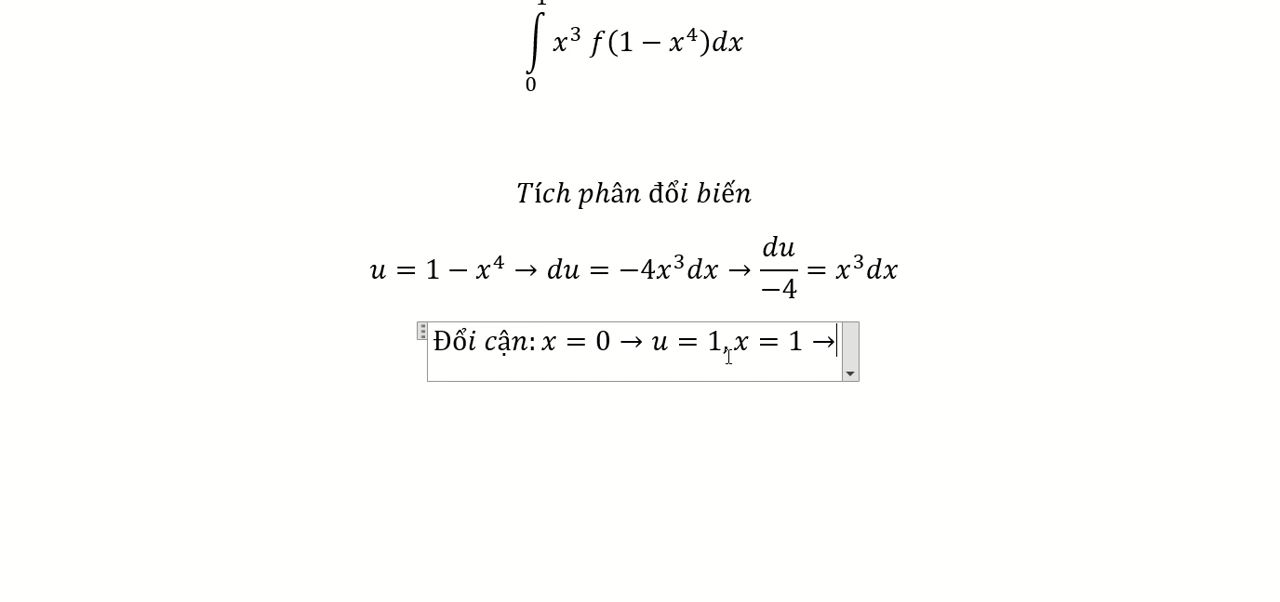 1
∫ x³ f(1 − x⁴)dx
0
Tích phân đổi biến
u = 1 − x⁴ → du = −4x³dx → du/−4 = x³dx
Đổi cận: x = 0 → u = 1, x = 1 →